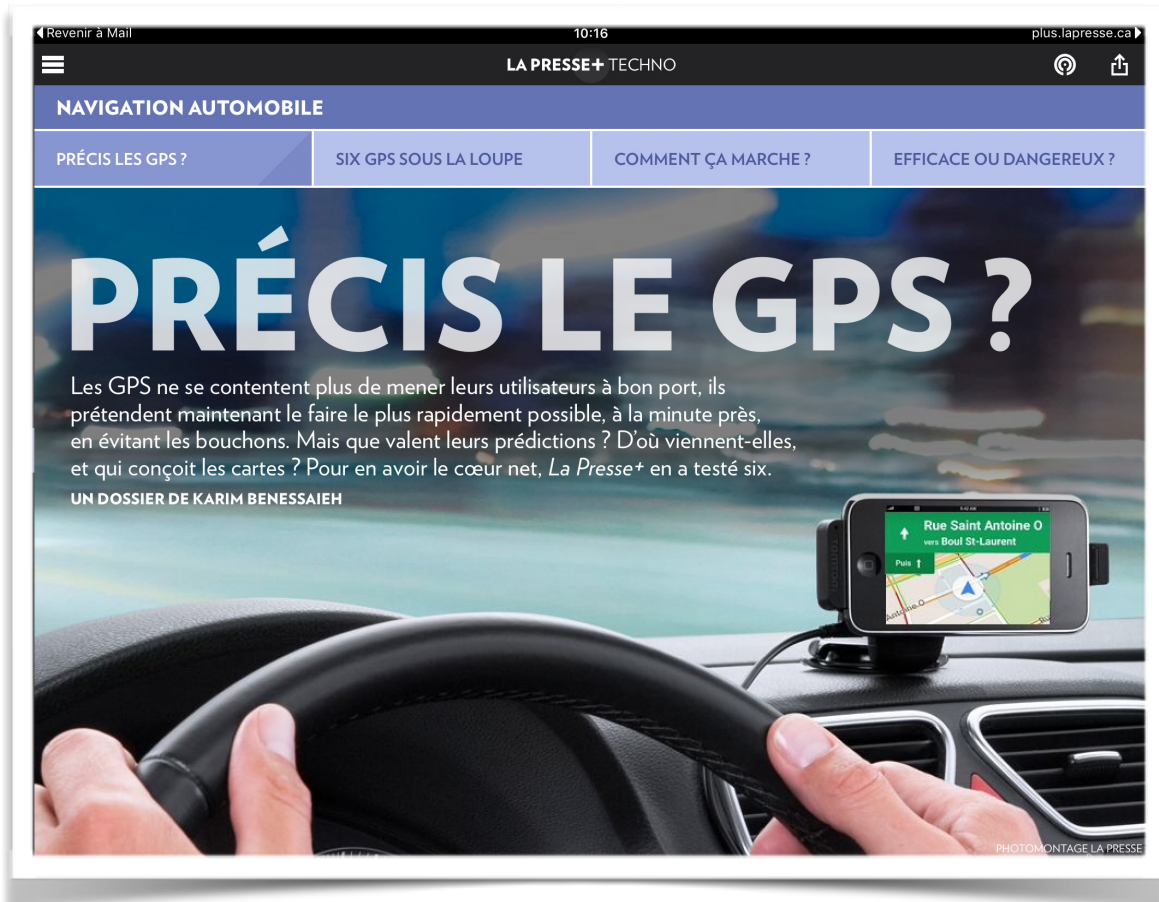 Revenir à Mail
10:16
plus.lapresse.ca
LA PRESSE+ TECHNO
NAVIGATION AUTOMOBILE
PRÉCIS LES GPS ?
SIX GPS SOUS LA LOUPE
COMMENT ÇA MARCHE ?
EFFICACE OU DANGEREUX ?
PRÉCIS LE GPS ?
Les GPS ne se contentent plus de mener leurs utilisateurs à bon port, ils
prétendent maintenant le faire le plus rapidement possible, à la minute près,
en évitant les bouchons. Mais que valent leurs prédictions ? D'où viennent-elles,
et qui conçoit les cartes ? Pour en avoir le cœur net, La Presse+ en a testé six.
UN DOSSIER DE KARIM BENESSAIEH
9:42 AM
Rue Saint Antoine O
vers Boul St-Laurent
Puis
TOMTOM
Antoine O
PHOTOMONTAGE LA PRESSE